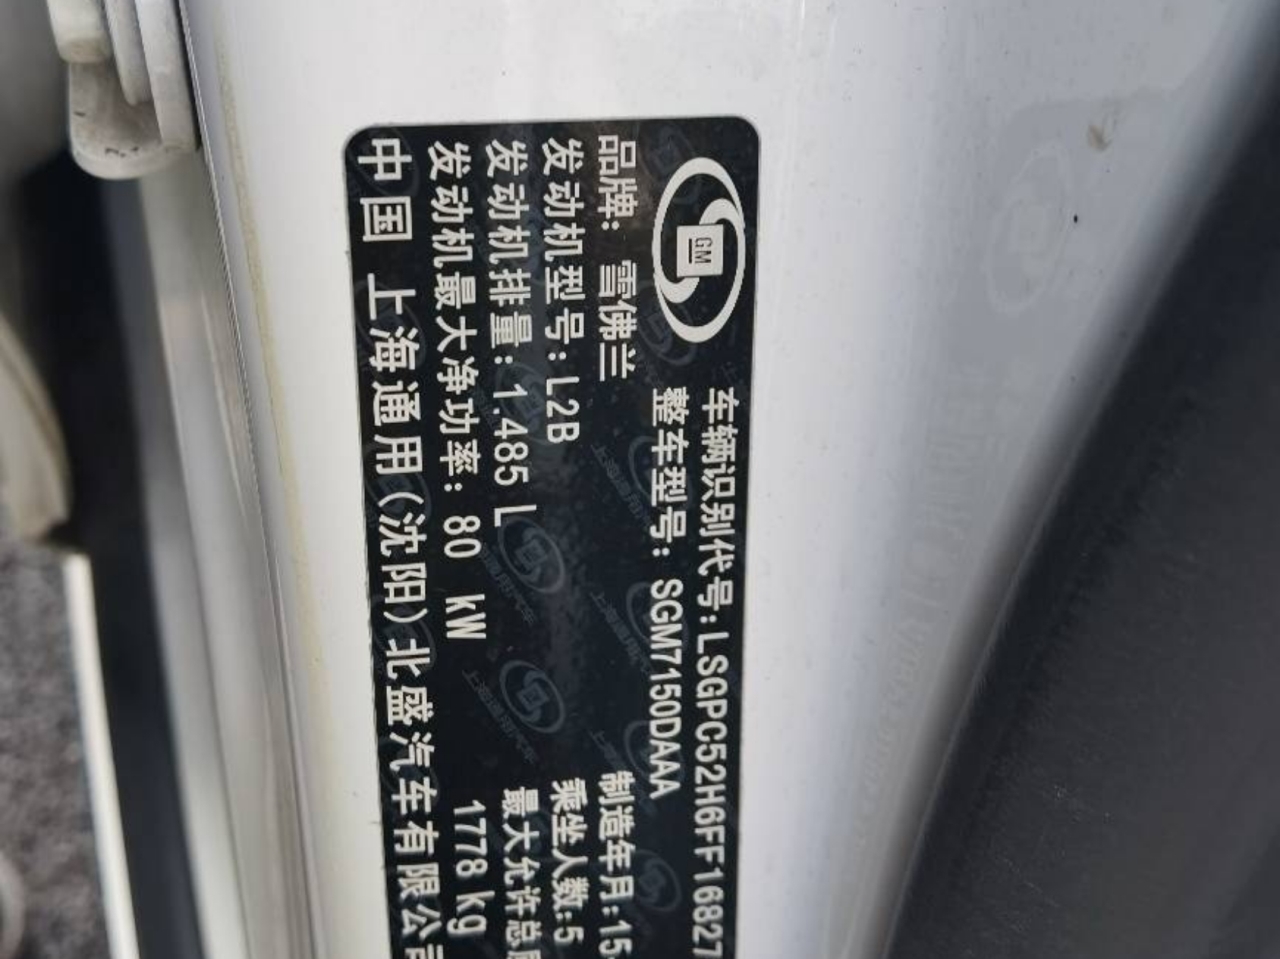 GM
车辆识别代号:LSGPC52H6FF16827
整车型号: SGM7150DAAA
品牌: 雪佛兰 制造年月:15-
发动机型号:L2B 乘坐人数:5
发动机排量:1.485 L 最大允许总
发动机最大净功率: 80 kW 1778 kg
中国 上海通用(沈阳)北盛汽车有限公司